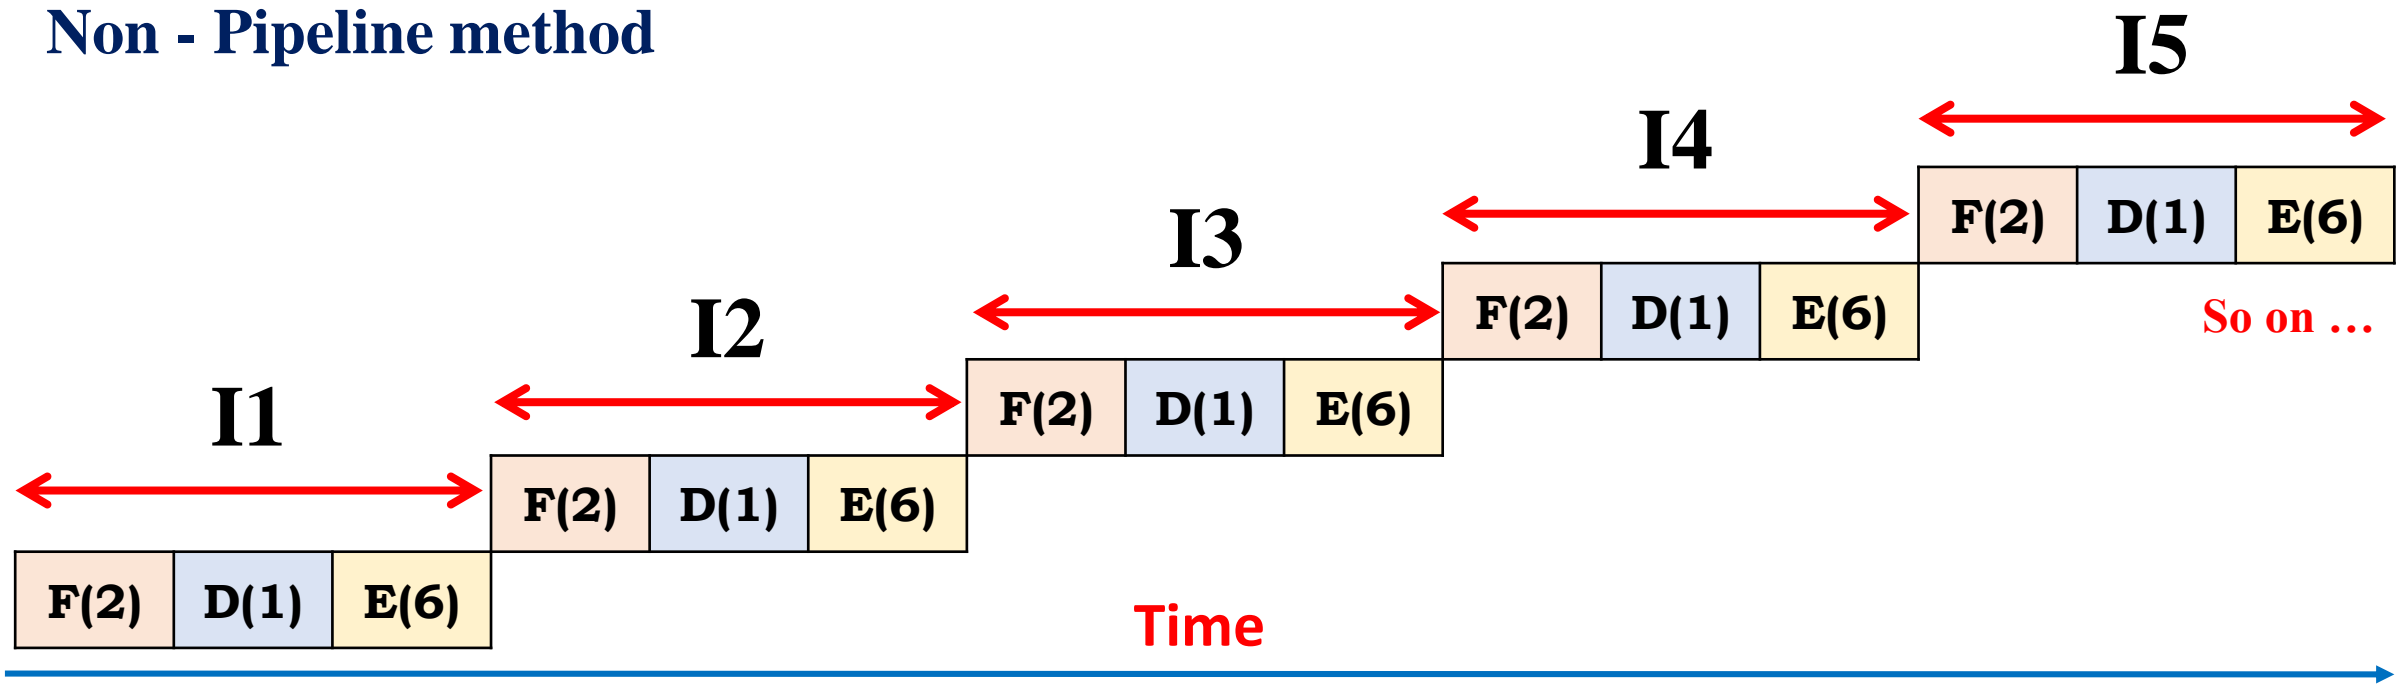 Non - Pipeline method
I5
I4
F(2) D(1) E(6)
I3
F(2) D(1) E(6)
So on …
I2
F(2) D(1) E(6)
I1
F(2) D(1) E(6)
F(2) D(1) E(6)
Time